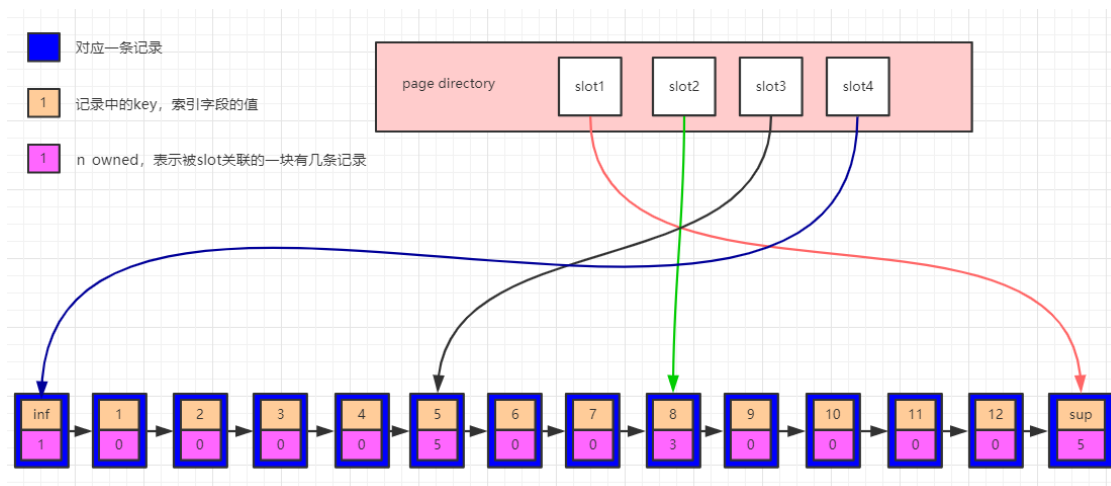 对应一条记录
1 记录中的key，索引字段的值
1 n owned，表示被slot关联的一块有几条记录
page directory slot1 slot2 slot3 slot4
inf 1 2 3 4 5 6 7 8 9 10 11 12 sup
1 0 0 0 0 5 0 0 3 0 0 0 0 5